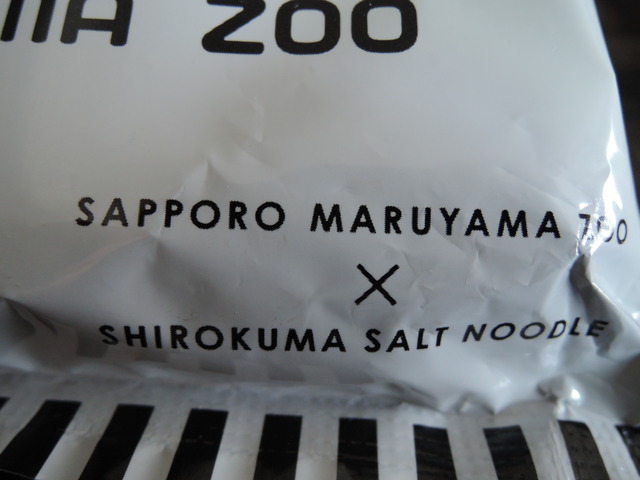 ZOO
SAPPORO MARUYAMA ZOO
×
SHIROKUMA SALT NOODLE